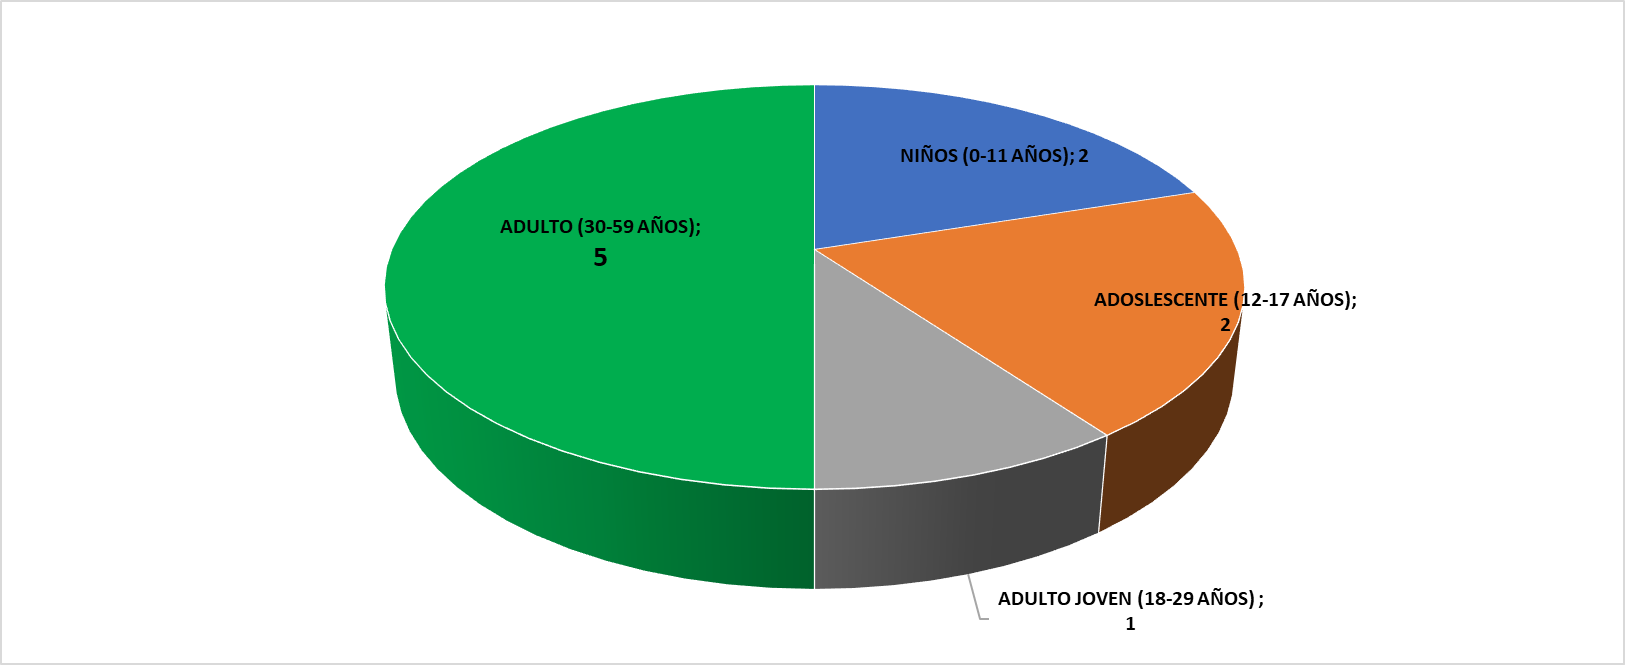 NIÑOS (0-11 AÑOS); 2
ADULTO (30-59 AÑOS);
5
ADOSLESCENTE (12-17 AÑOS);
2
ADULTO JOVEN (18-29 AÑOS) ;
1